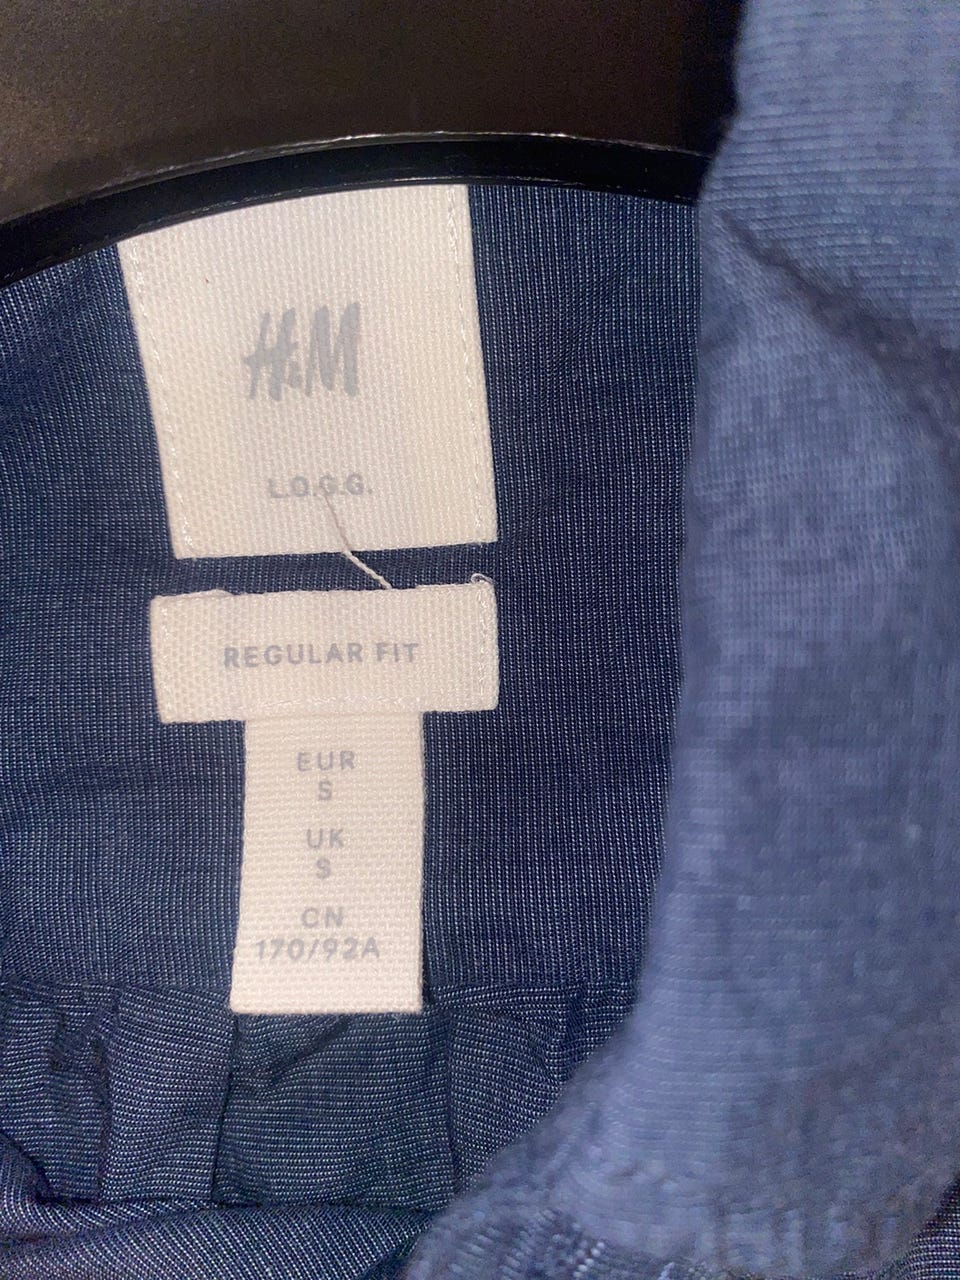 H&M
L.O.G.G.
REGULAR FIT
EUR
S
UK
S
CN
170/92A